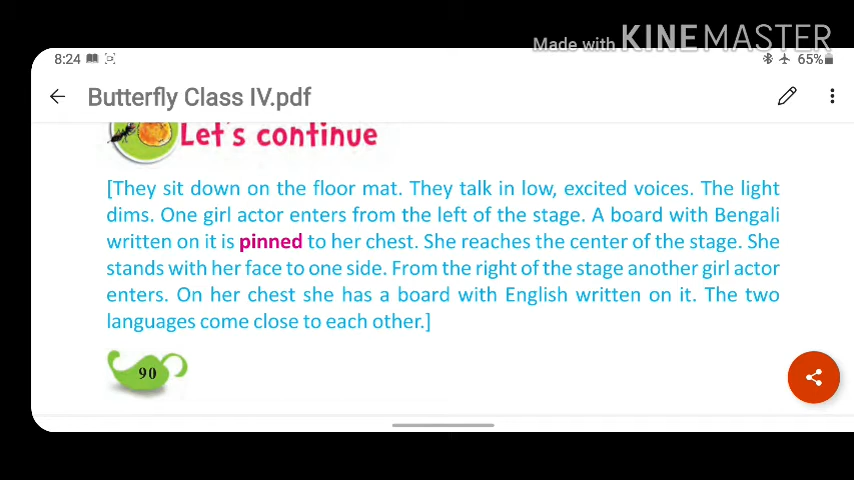 Made with KINEMASTER
8:24 65%
Butterfly Class IV.pdf
Let's continue
[They sit down on the floor mat. They talk in low, excited voices. The light
dims. One girl actor enters from the left of the stage. A board with Bengali
written on it is pinned to her chest. She reaches the center of the stage. She
stands with her face to one side. From the right of the stage another girl actor
enters. On her chest she has a board with English written on it. The two
languages come close to each other.]
90